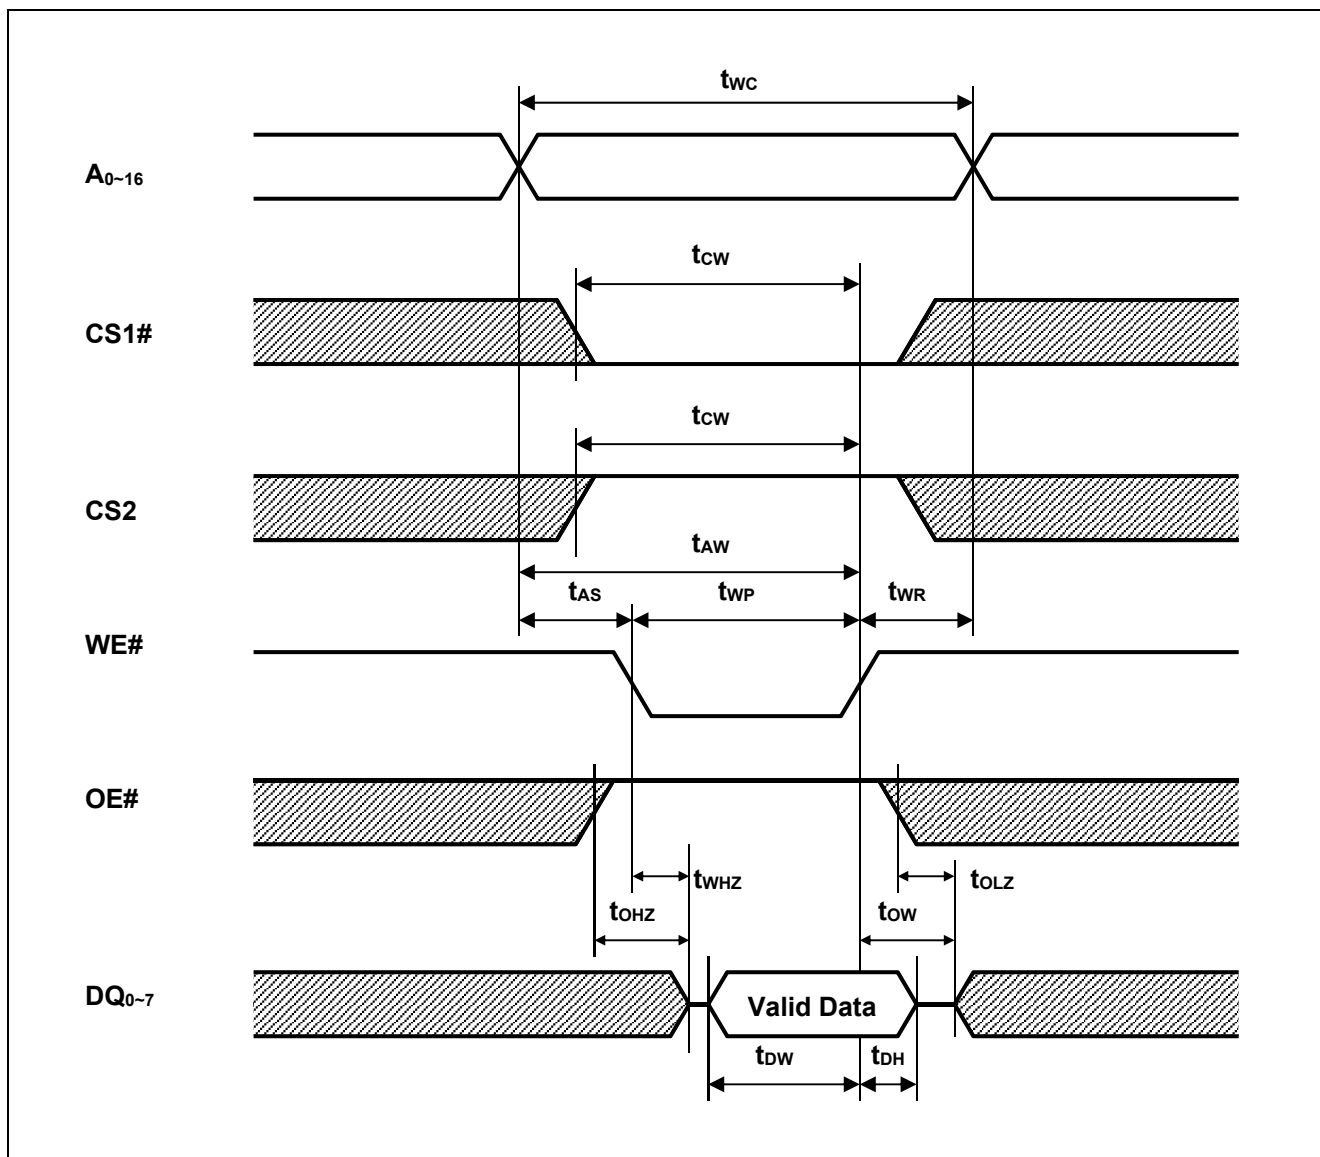 tWC
A0~16
tCW
CS1#
tCW
CS2
tAW
tAS tWP tWR
WE#
OE#
tWHZ tOLZ
tOHZ tOW
DQ0~7 Valid Data
tDW tDH